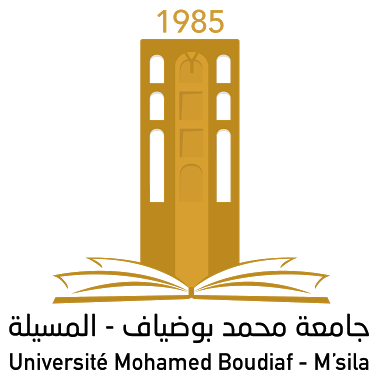 1985
جامعة محمد بوضياف - المسيلة
Université Mohamed Boudiaf - M'sila